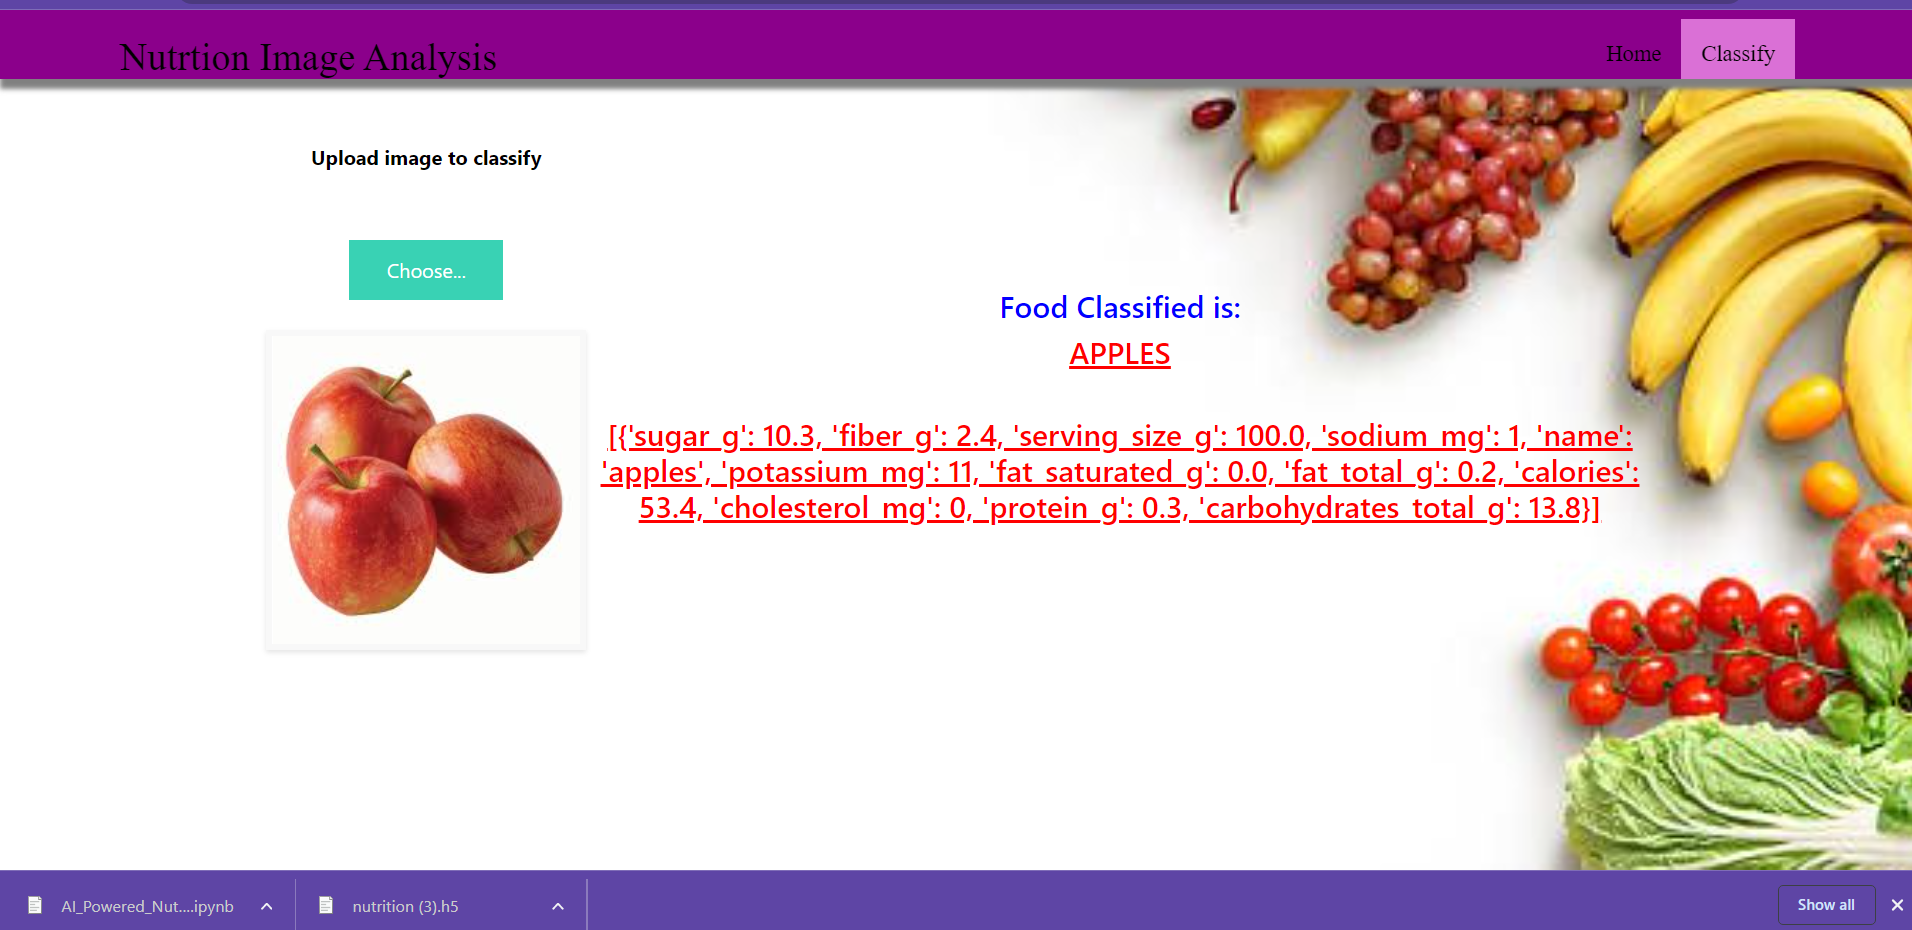 Nutrtion Image Analysis
Home
Classify
Upload image to classify
Choose...
Food Classified is:
APPLES
[{'sugar_g': 10.3, 'fiber_g': 2.4, 'serving_size_g': 100.0, 'sodium_mg': 1, 'name':
'apples', 'potassium_mg': 11, 'fat_saturated_g': 0.0, 'fat_total_g': 0.2, 'calories':
53.4, 'cholesterol_mg': 0, 'protein_g': 0.3, 'carbohydrates_total_g': 13.8}]
AI_Powered_Nut....ipynb
nutrition (3).h5
Show all